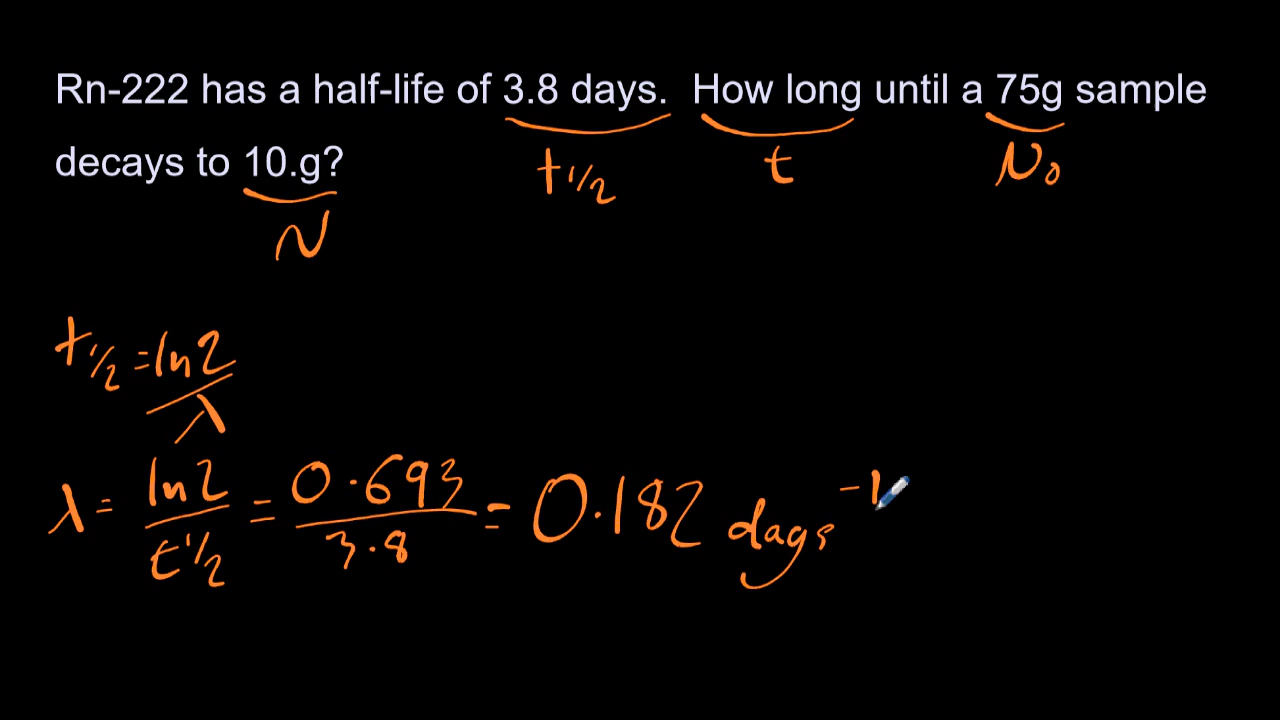 Rn-222 has a half-life of 3.8 days. How long until a 75g sample
decays to 10.g?
t1/2 t N₀
N
t1/2 = ln2/λ
λ = ln2/t1/2 = 0.693/3.8 = 0.182 days⁻¹